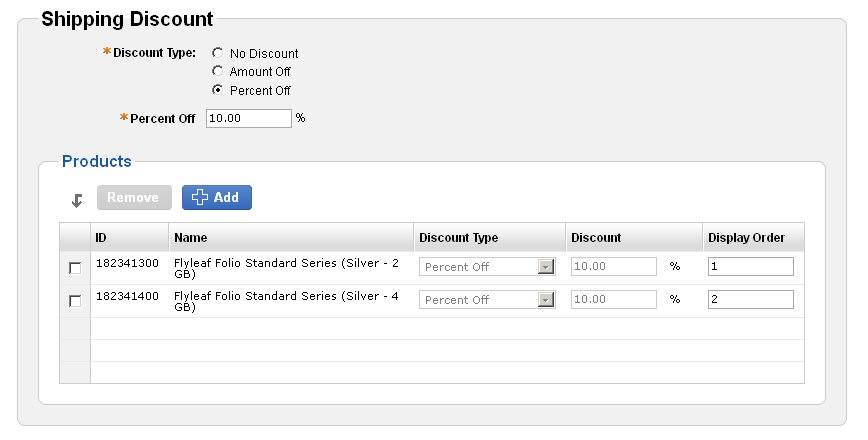 Shipping Discount
*Discount Type:
No Discount
Amount Off
Percent Off
*Percent Off 10.00 %
Products
Remove Add
ID Name Discount Type Discount Display Order
182341300 Flyleaf Folio Standard Series (Silver - 2 Percent Off 10.00 % 1
GB)
182341400 Flyleaf Folio Standard Series (Silver - 4 Percent Off 10.00 % 2
GB)